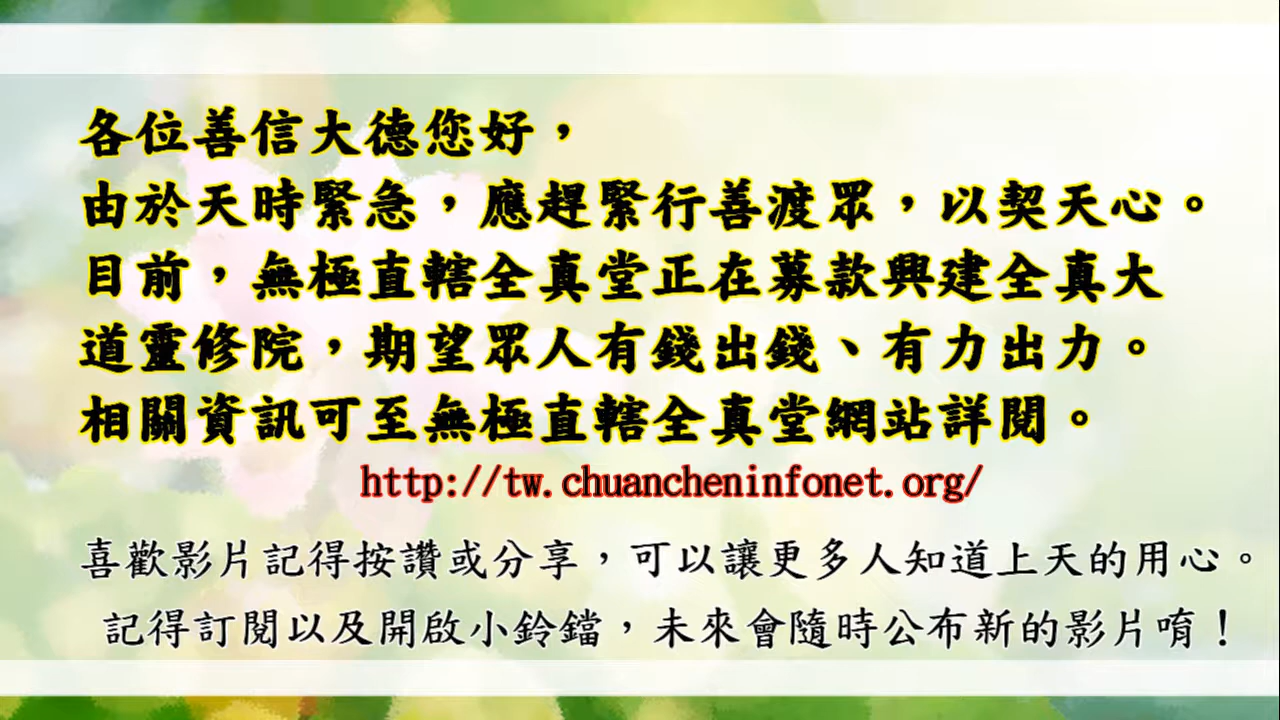 各位善信大德您好，
由於天時緊急，應趕緊行善渡眾，以契天心。
目前，無極直轄全真堂正在募款興建全真大
道靈修院，期望眾人有錢出錢、有力出力。
相關資訊可至無極直轄全真堂網站詳閱。
http://tw.chuancheninfonet.org/
喜歡影片記得按讚或分享，可以讓更多人知道上天的用心。
記得訂閱以及開啟小鈴鐺，未來會隨時公布新的影片唷！